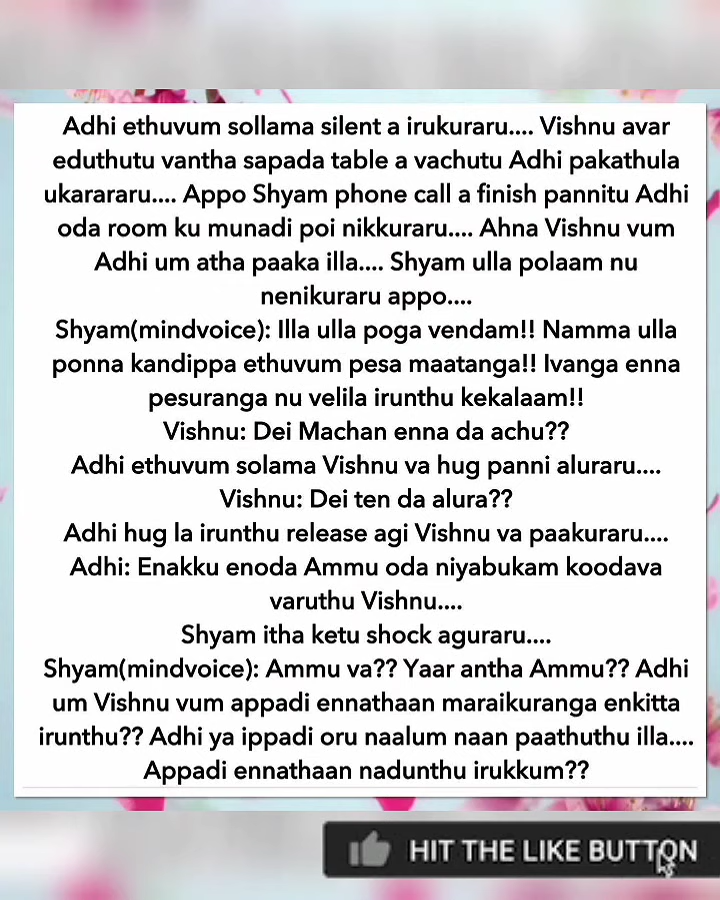 Adhi ethuvum sollama silent a irukuraru.... Vishnu avar
eduthutu vantha sapada table a vachutu Adhi pakathula
ukarararu.... Appo Shyam phone call a finish pannitu Adhi
oda room ku munadi poi nikkuraru.... Ahna Vishnu vum
Adhi um atha paaka illa.... Shyam ulla polaam nu
nenikuraru appo....
Shyam(mindvoice): Illa ulla poga vendam!! Namma ulla
ponna kandippa ethuvum pesa maatanga!! Ivanga enna
pesuranga nu velila irunthu kekalaam!!
Vishnu: Dei Machan enna da achu??
Adhi ethuvum solama Vishnu va hug panni aluraru....
Vishnu: Dei ten da alura??
Adhi hug la irunthu release agi Vishnu va paakuraru....
Adhi: Enakku enoda Ammu oda niyabukam koodava
varuthu Vishnu....
Shyam itha ketu shock aguraru....
Shyam(mindvoice): Ammu va?? Yaar antha Ammu?? Adhi
um Vishnu vum appadi ennathaan maraikuranga enkitta
irunthu?? Adhi ya ippadi oru naalum naan paathuthu illa....
Appadi ennathaan nadunthu irukkum??
HIT THE LIKE BUTTON